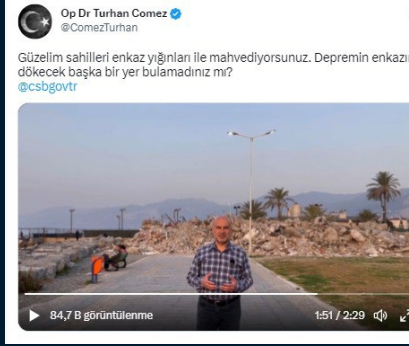 Op Dr Turhan Comez
@ComezTurhan
Güzelim sahilleri enkaz yığınları ile mahvediyorsunuz. Depremin enkazı
dökecek başka bir yer bulamadınız mı?
@csbgovtr
84,7 B görüntülenme
1:51 / 2:29